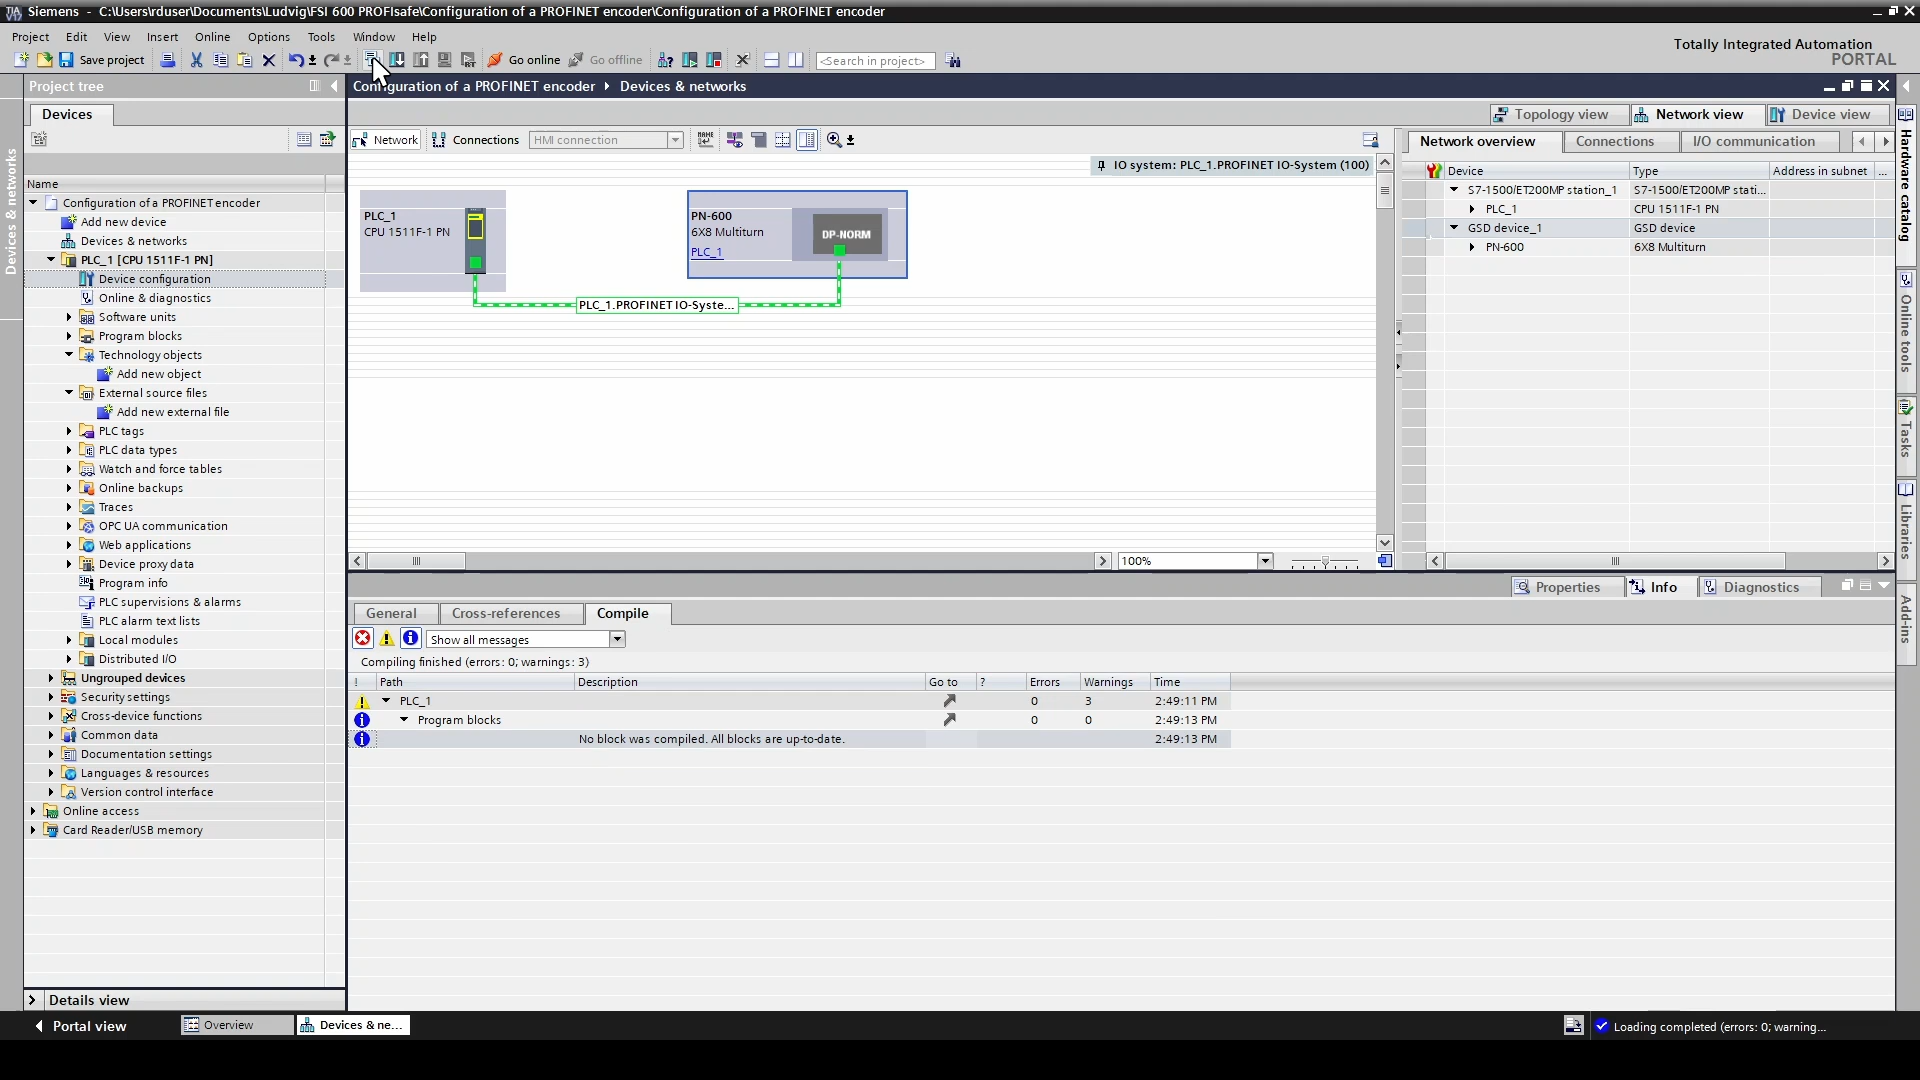 Siemens - C:\Users\rduser\Documents\Ludvig\FSI 600 PROFIsafe\Configuration of a PROFINET encoder\Configuration of a PROFINET encoder
Project Edit View Insert Online Options Tools Window Help
Totally Integrated Automation
PORTAL
Save project Go online Go offline <Search in project>
Project tree
Configuration of a PROFINET encoder Devices & networks
Devices
Topology view Network view Device view
Network Connections HMI connection
Network overview Connections I/O communication
IO system: PLC_1.PROFINET IO-System (100)
Device Type Address in subnet ...
Name
Configuration of a PROFINET encoder
Add new device
Devices & networks
PLC_1 [CPU 1511F-1 PN]
Device configuration
Online & diagnostics
Software units
Program blocks
Technology objects
Add new object
External source files
Add new external file
PLC tags
PLC data types
Watch and force tables
Online backups
Traces
OPC UA communication
Web applications
Device proxy data
Program info
PLC supervisions & alarms
PLC alarm text lists
Local modules
Distributed I/O
Ungrouped devices
Security settings
Cross-device functions
Common data
Documentation settings
Languages & resources
Version control interface
Online access
Card Reader/USB memory
Details view
Devices & networks
PLC_1
CPU 1511F-1 PN
PN-600
6X8 Multiturn
PLC_1
DP-NORM
PLC_1.PROFINET IO-Syste...
S7-1500/ET200MP station_1 S7-1500/ET200MP stati...
PLC_1 CPU 1511F-1 PN
GSD device_1 GSD device
PN-600 6X8 Multiturn
100%
Hardware catalog
Online tools
Tasks
Libraries
Add-ins
Properties Info Diagnostics
General Cross-references Compile
Show all messages
Compiling finished (errors: 0; warnings: 3)
! Path Description Go to ? Errors Warnings Time
PLC_1 0 3 2:49:11 PM
Program blocks 0 0 2:49:13 PM
No block was compiled. All blocks are up-to-date. 2:49:13 PM
Portal view Overview Devices & ne... Loading completed (errors: 0; warning...